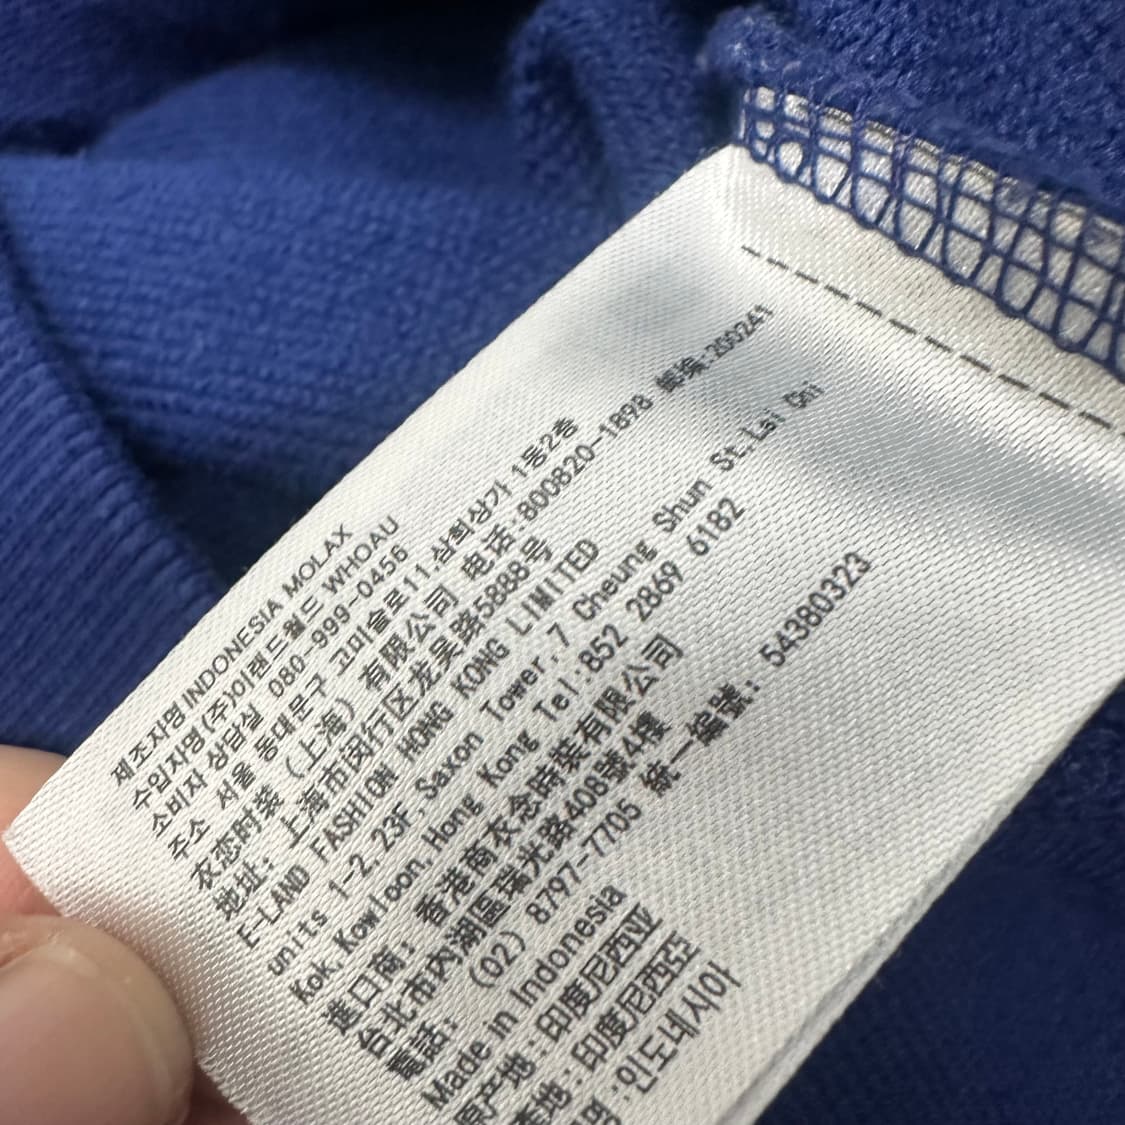 제조자명 INDONESIA MOLAX
수입자명(주)이랜드월드 WHOAU
소비자 상담실 080-999-0456
주소 서울 동대문구 고미술로11,삼희상가 1동2층
衣恋时装(上海)有限公司 电话:800820-1898 邮编:200241
地址:上海市闵行区龙吴路5888号
E-LAND FASHION HONG KONG LIMITED
units 1-2,23F,Saxon Tower,7 Cheung Shun St.Lai Chi
Kok,Kowloon,Hong Kong Tel:852 2869 6182
進口商:香港商衣念時裝有限公司
台北市內湖區瑞光路408號4樓
電話:(02)8797-7705 統一編號:54380323
Made in Indonesia
原产地:印度尼西亚
產地:印度尼西亞
:인도네시아